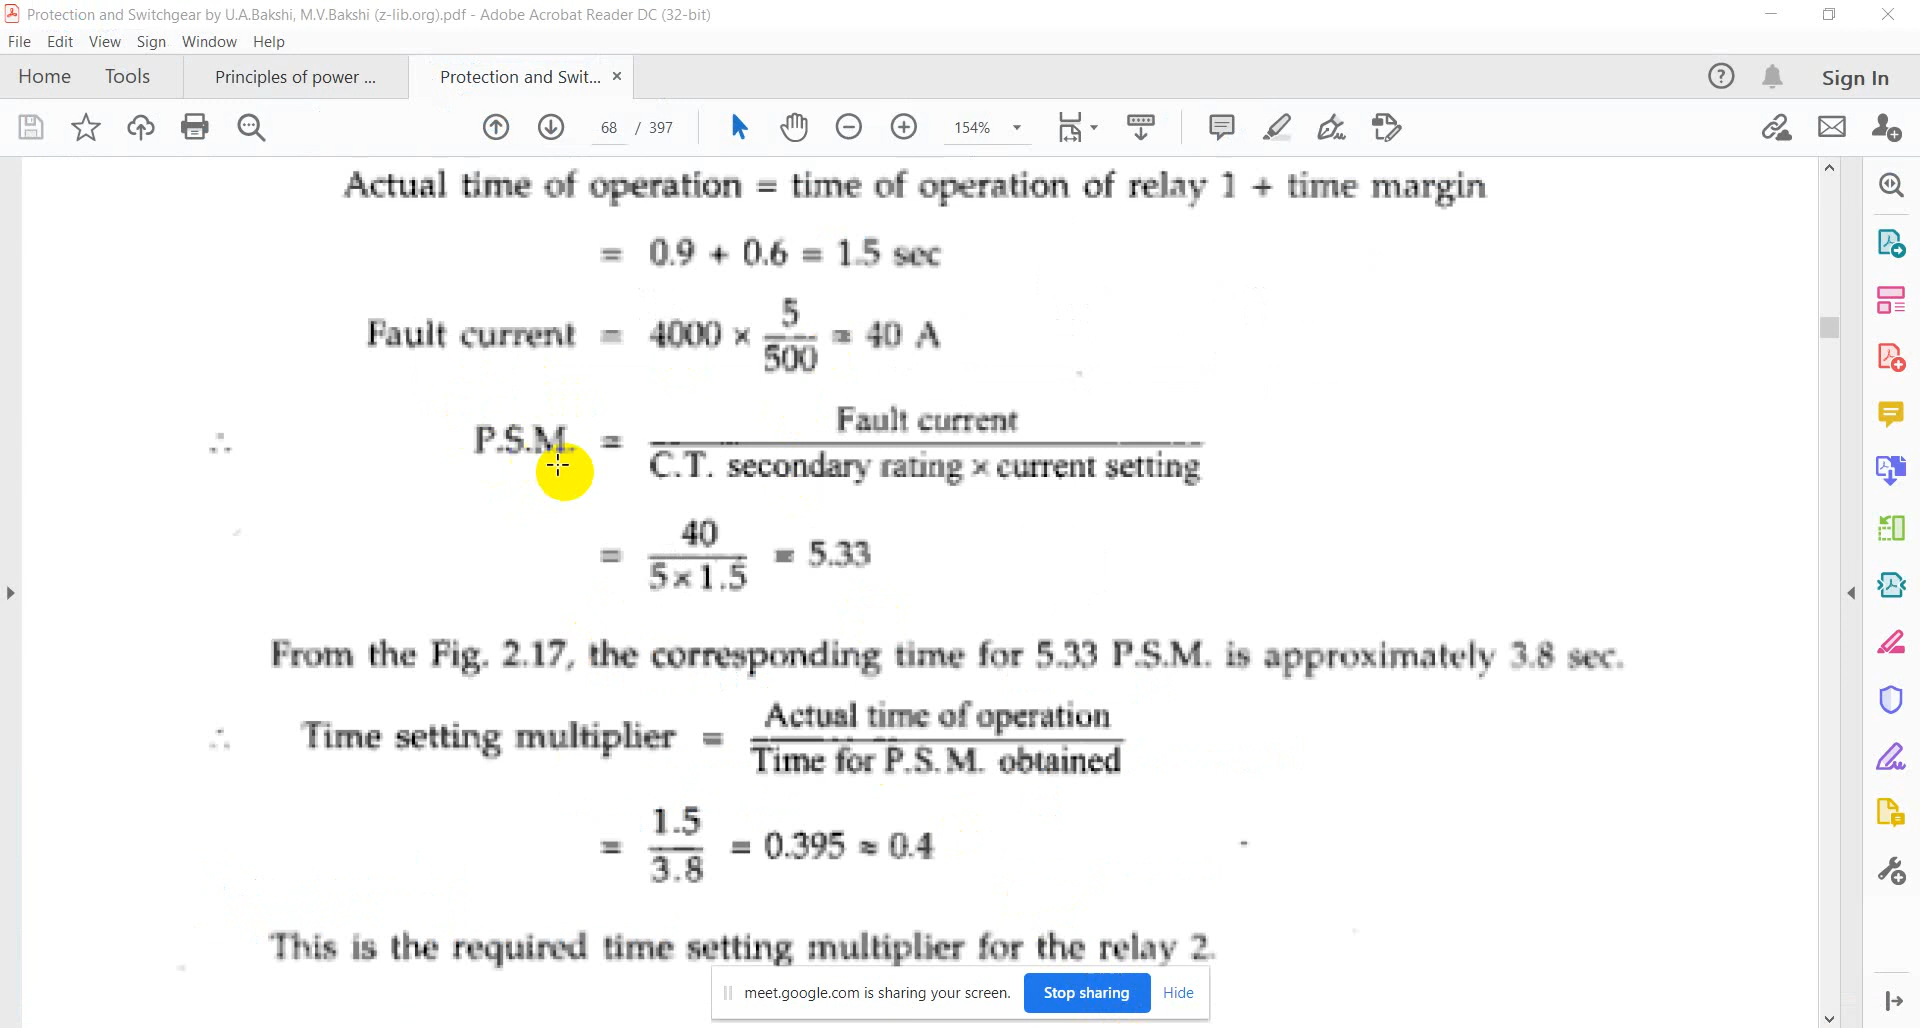 Protection and Switchgear by U.A.Bakshi, M.V.Bakshi (z-lib.org).pdf - Adobe Acrobat Reader DC (32-bit)
File Edit View Sign Window Help
Home Tools Principles of power ... Protection and Swit... × Sign In
68 / 397 154%
Actual time of operation = time of operation of relay 1 + time margin
= 0.9 + 0.6 = 1.5 sec
Fault current = 4000 × 5/500 = 40 A
∴ P.S.M. = Fault current / C.T. secondary rating × current setting
= 40 / 5×1.5 = 5.33
From the Fig. 2.17, the corresponding time for 5.33 P.S.M. is approximately 3.8 sec.
∴ Time setting multiplier = Actual time of operation / Time for P.S.M. obtained
= 1.5 / 3.8 = 0.395 ≈ 0.4
This is the required time setting multiplier for the relay 2.
meet.google.com is sharing your screen. Stop sharing Hide